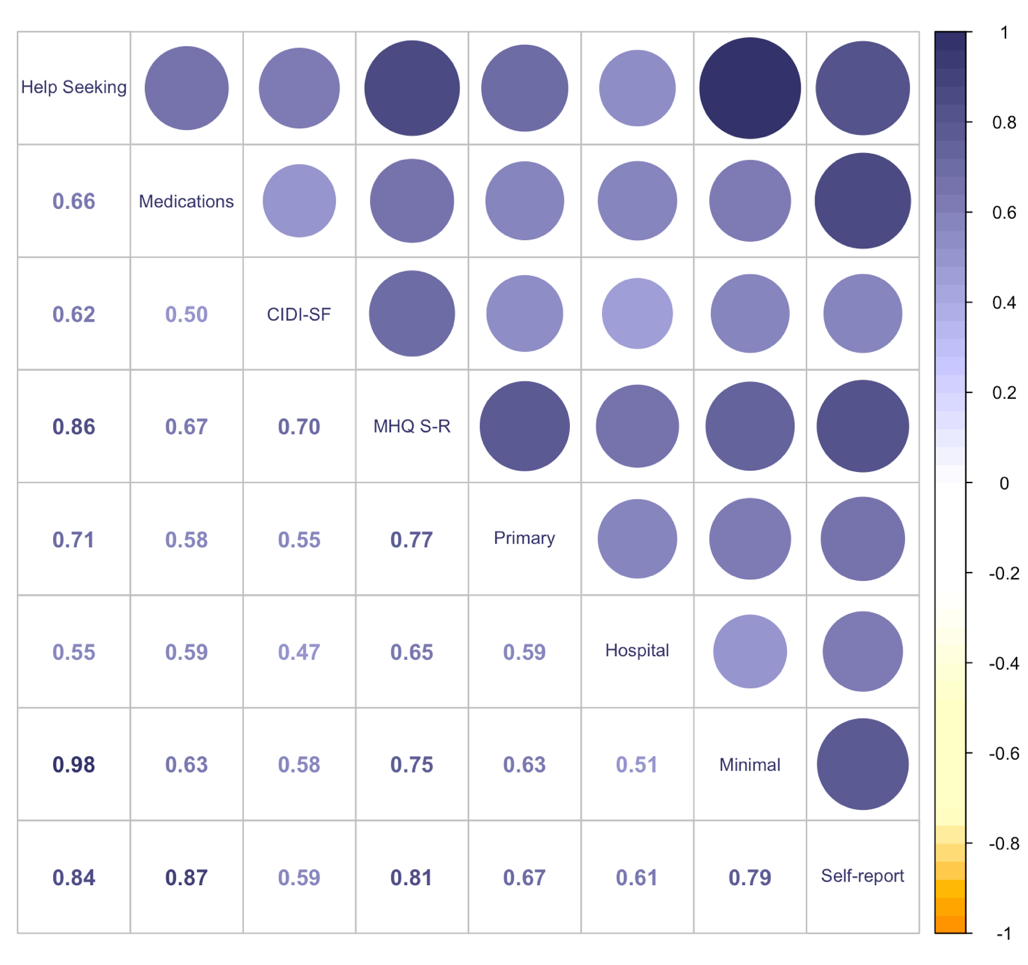 Help Seeking
0.66 Medications
0.62 0.50 CIDI-SF
0.86 0.67 0.70 MHQ S-R
0.71 0.58 0.55 0.77 Primary
0.55 0.59 0.47 0.65 0.59 Hospital
0.98 0.63 0.58 0.75 0.63 0.51 Minimal
0.84 0.87 0.59 0.81 0.67 0.61 0.79 Self-report
1
0.8
0.6
0.4
0.2
0
-0.2
-0.4
-0.6
-0.8
-1